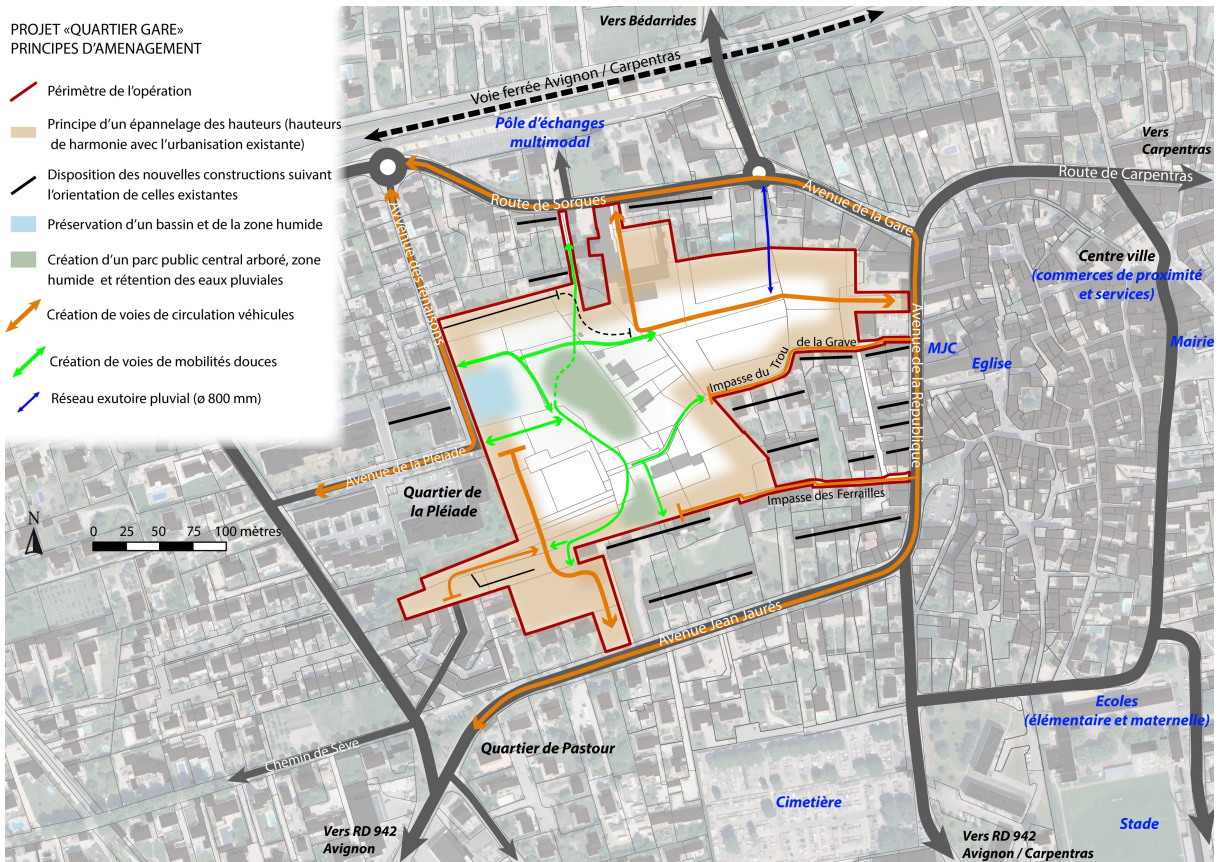 PROJET «QUARTIER GARE»
PRINCIPES D'AMENAGEMENT
Périmètre de l'opération
Principe d'un épannelage des hauteurs (hauteurs
de harmonie avec l'urbanisation existante)
Disposition des nouvelles constructions suivant
l'orientation de celles existantes
Préservation d'un bassin et de la zone humide
Création d'un parc public central arboré, zone
humide et rétention des eaux pluviales
Création de voies de circulation véhicules
Création de voies de mobilités douces
Réseau exutoire pluvial (ø 800 mm)
Vers Bédarrides
Voie ferrée Avignon / Carpentras
Pôle d'échanges
multimodal
Vers
Carpentras
Route de Carpentras
Route de Sorgues
Avenue de la Gare
Avvenue des fenaisons
Centre ville
(commerces de proximité
et services)
Avenue de la République
Mairie
MJC
Eglise
Impasse du Trou de la Grave
Avenue de la Pléiade
Quartier de
la Pléiade
Impasse des Ferrailles
N
0 25 50 75 100 mètres
Avenue Jean Jaurès
Ecoles
(élémentaire et maternelle)
Quartier de Pastour
Chemin de Sève
Cimetière
Stade
Vers RD 942
Avignon
Vers RD 942
Avignon / Carpentras